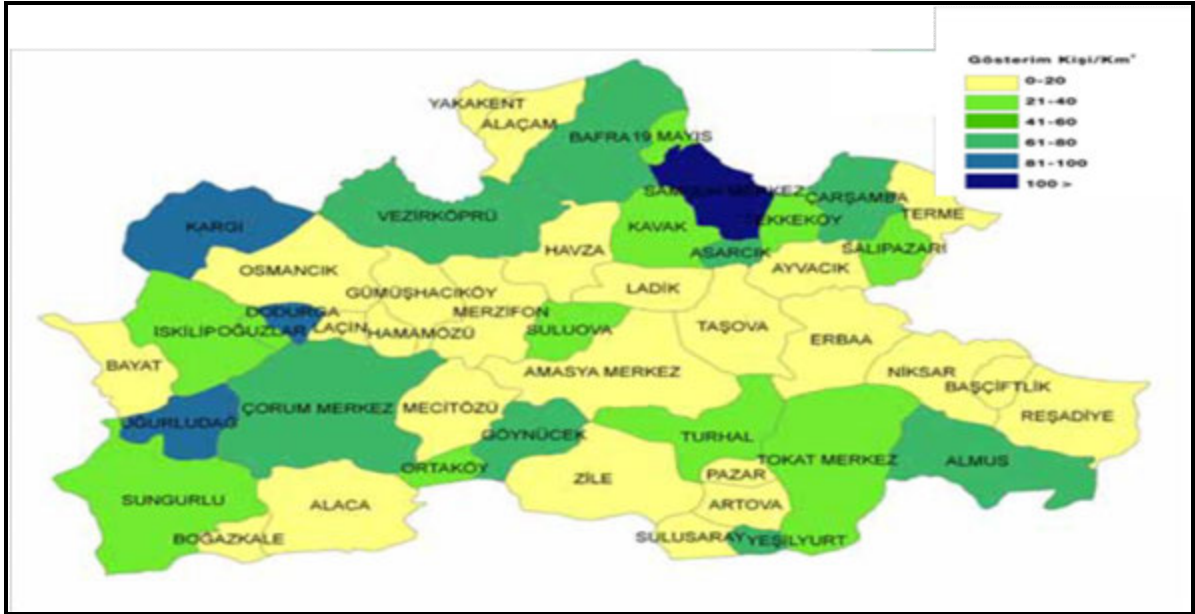 Gösterim Kişi/Km²
0-20
21-40
41-60
61-80
81-100
100 >
YAKAKENT
ALAÇAM
BAFRA
19 MAYIS
SAMSUN MERKEZ
ÇARŞAMBA
TERME
KARGI
VEZİRKÖPRÜ
KAVAK
TEKKEKÖY
SALIPAZARI
HAVZA
ASARCIK
AYVACIK
OSMANCIK
GÜMÜŞHACIKÖY
LADİK
DODURGA
MERZİFON
İSKİLİP
OĞUZLAR
LAÇİN
HAMAMÖZÜ
SULUOVA
TAŞOVA
ERBAA
BAYAT
AMASYA MERKEZ
NİKSAR
BAŞÇİFTLİK
REŞADİYE
UĞURLUDAĞ
ÇORUM MERKEZ
MECİTÖZÜ
GÖYNÜCEK
TURHAL
ORTAKÖY
TOKAT MERKEZ
ALMUS
SUNGURLU
ALACA
ZİLE
PAZAR
ARTOVA
BOĞAZKALE
SULUSARAY
YEŞİLYURT